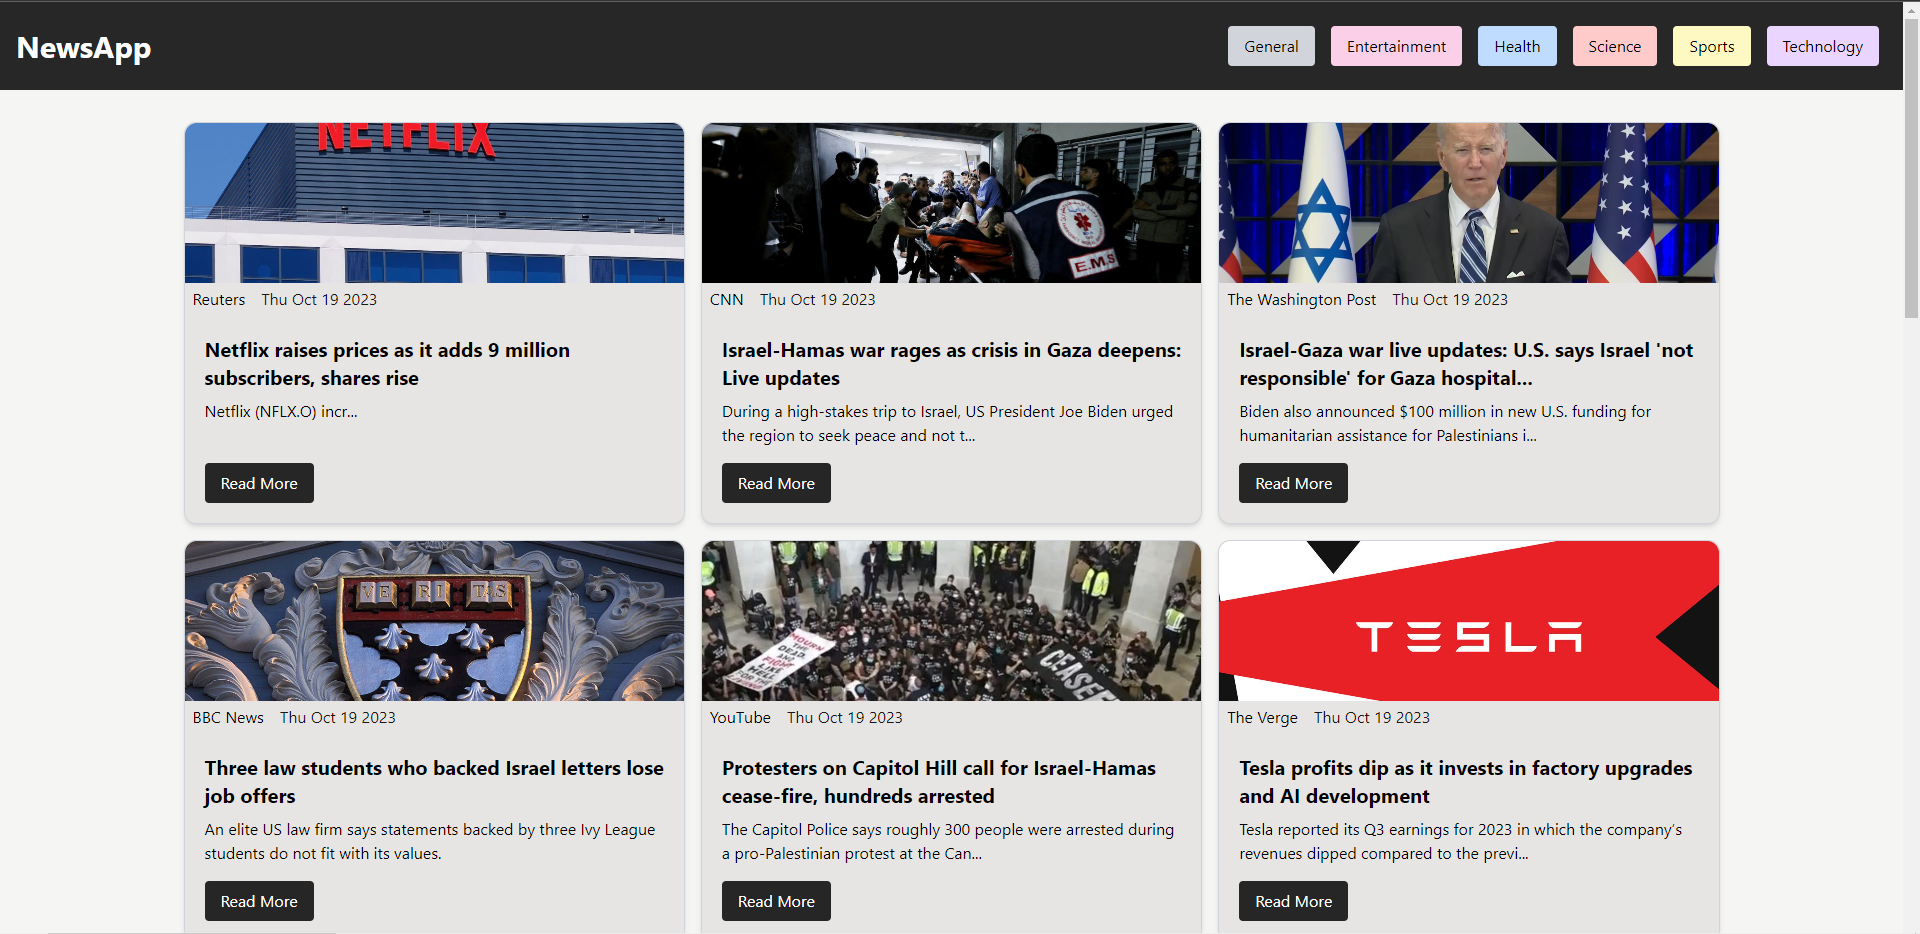 NewsApp
General Entertainment Health Science Sports Technology
NETFLIX
E.M.S
Reuters Thu Oct 19 2023
CNN Thu Oct 19 2023
The Washington Post Thu Oct 19 2023
Netflix raises prices as it adds 9 million
subscribers, shares rise
Netflix (NFLX.O) incr...
Read More
Israel-Hamas war rages as crisis in Gaza deepens:
Live updates
During a high-stakes trip to Israel, US President Joe Biden urged
the region to seek peace and not t...
Read More
Israel-Gaza war live updates: U.S. says Israel 'not
responsible' for Gaza hospital...
Biden also announced $100 million in new U.S. funding for
humanitarian assistance for Palestinians i...
Read More
VE RI TAS
MOURN
THE
DEAD
AND
FIGHT
LIKE
HELL
FOR THE
CEASEF
TESLA
BBC News Thu Oct 19 2023
YouTube Thu Oct 19 2023
The Verge Thu Oct 19 2023
Three law students who backed Israel letters lose
job offers
An elite US law firm says statements backed by three Ivy League
students do not fit with its values.
Read More
Protesters on Capitol Hill call for Israel-Hamas
cease-fire, hundreds arrested
The Capitol Police says roughly 300 people were arrested during
a pro-Palestinian protest at the Can...
Read More
Tesla profits dip as it invests in factory upgrades
and AI development
Tesla reported its Q3 earnings for 2023 in which the company's
revenues dipped compared to the previ...
Read More